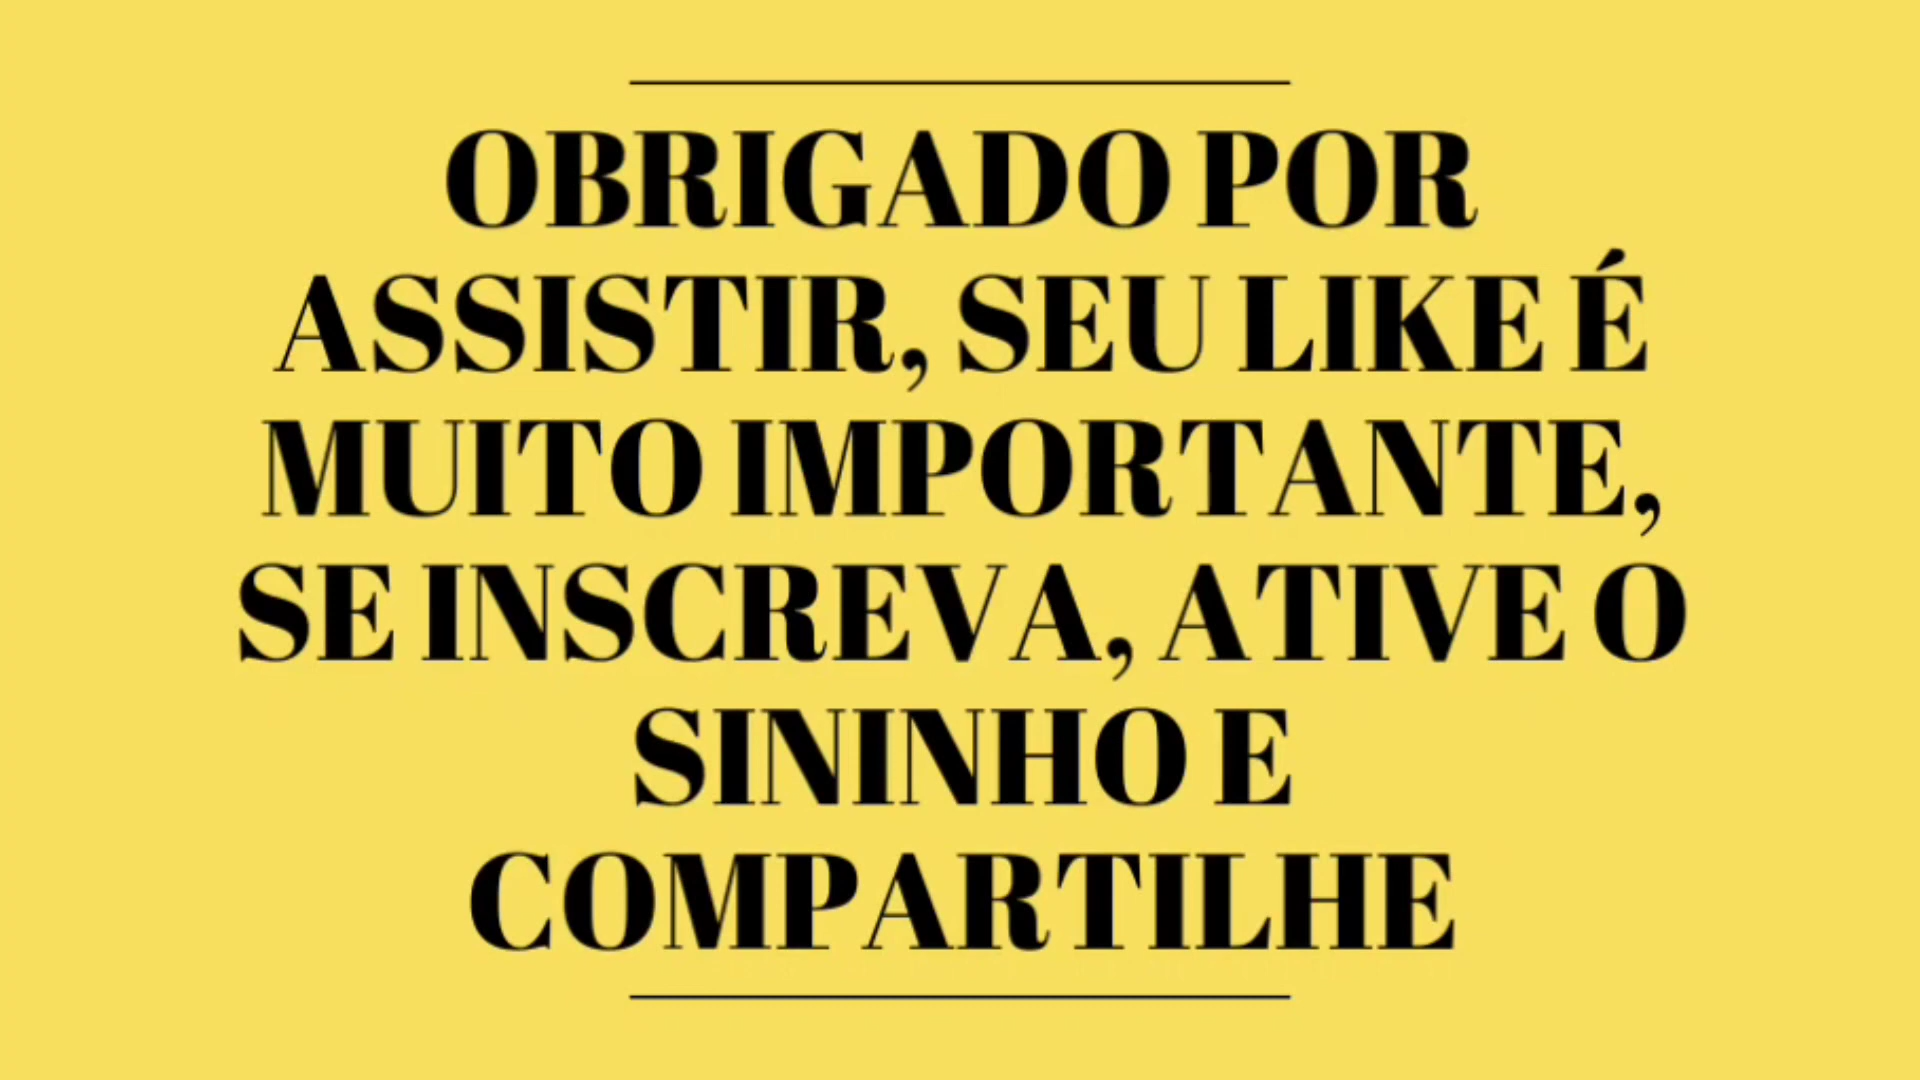 OBRIGADO POR
ASSISTIR, SEU LIKE É
MUITO IMPORTANTE,
SE INSCREVA, ATIVE O
SININHO E
COMPARTILHE